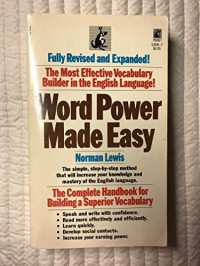 Fully Revised and Expanded!
The Most Effective Vocabulary
Builder in the English Language!
Word Power
Made Easy
Norman Lewis
The simple, step-by-step method
that will increase your knowledge and
mastery of the English language.
The Complete Handbook for
Building a Superior Vocabulary
• Speak and write with confidence.
• Read more effectively and efficiently.
• Learn quickly.
• Develop social contacts.
• Increase your earning power.